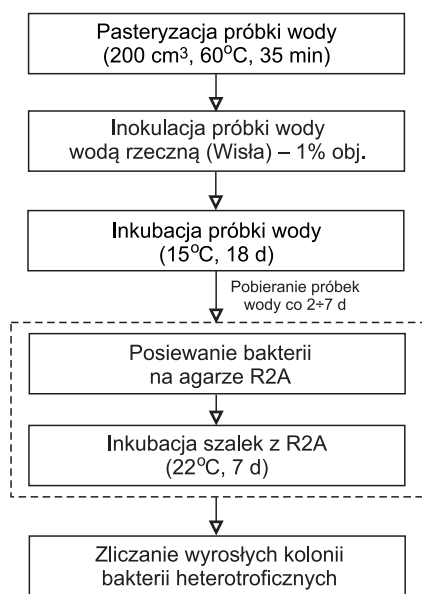 Pasteryzacja próbki wody
(200 cm³, 60°C, 35 min)
Inokulacja próbki wody
wodą rzeczną (Wisła) – 1% obj.
Inkubacja próbki wody
(15°C, 18 d)
Pobieranie próbek
wody co 2÷7 d
Posiewanie bakterii
na agarze R2A
Inkubacja szalek z R2A
(22°C, 7 d)
Zliczanie wyrosłych kolonii
bakterii heterotroficznych